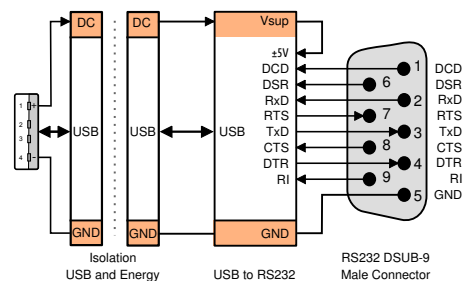 DC
DC
Vsup
±5V
DCD
DSR
RxD
RTS
TxD
CTS
DTR
RI
1
2
3
4
+
-
USB
USB
USB
GND
GND
GND
1
6
2
7
3
8
4
9
5
DCD
DSR
RxD
RTS
TxD
CTS
DTR
RI
GND
Isolation
USB and Energy
USB to RS232
RS232 DSUB-9
Male Connector